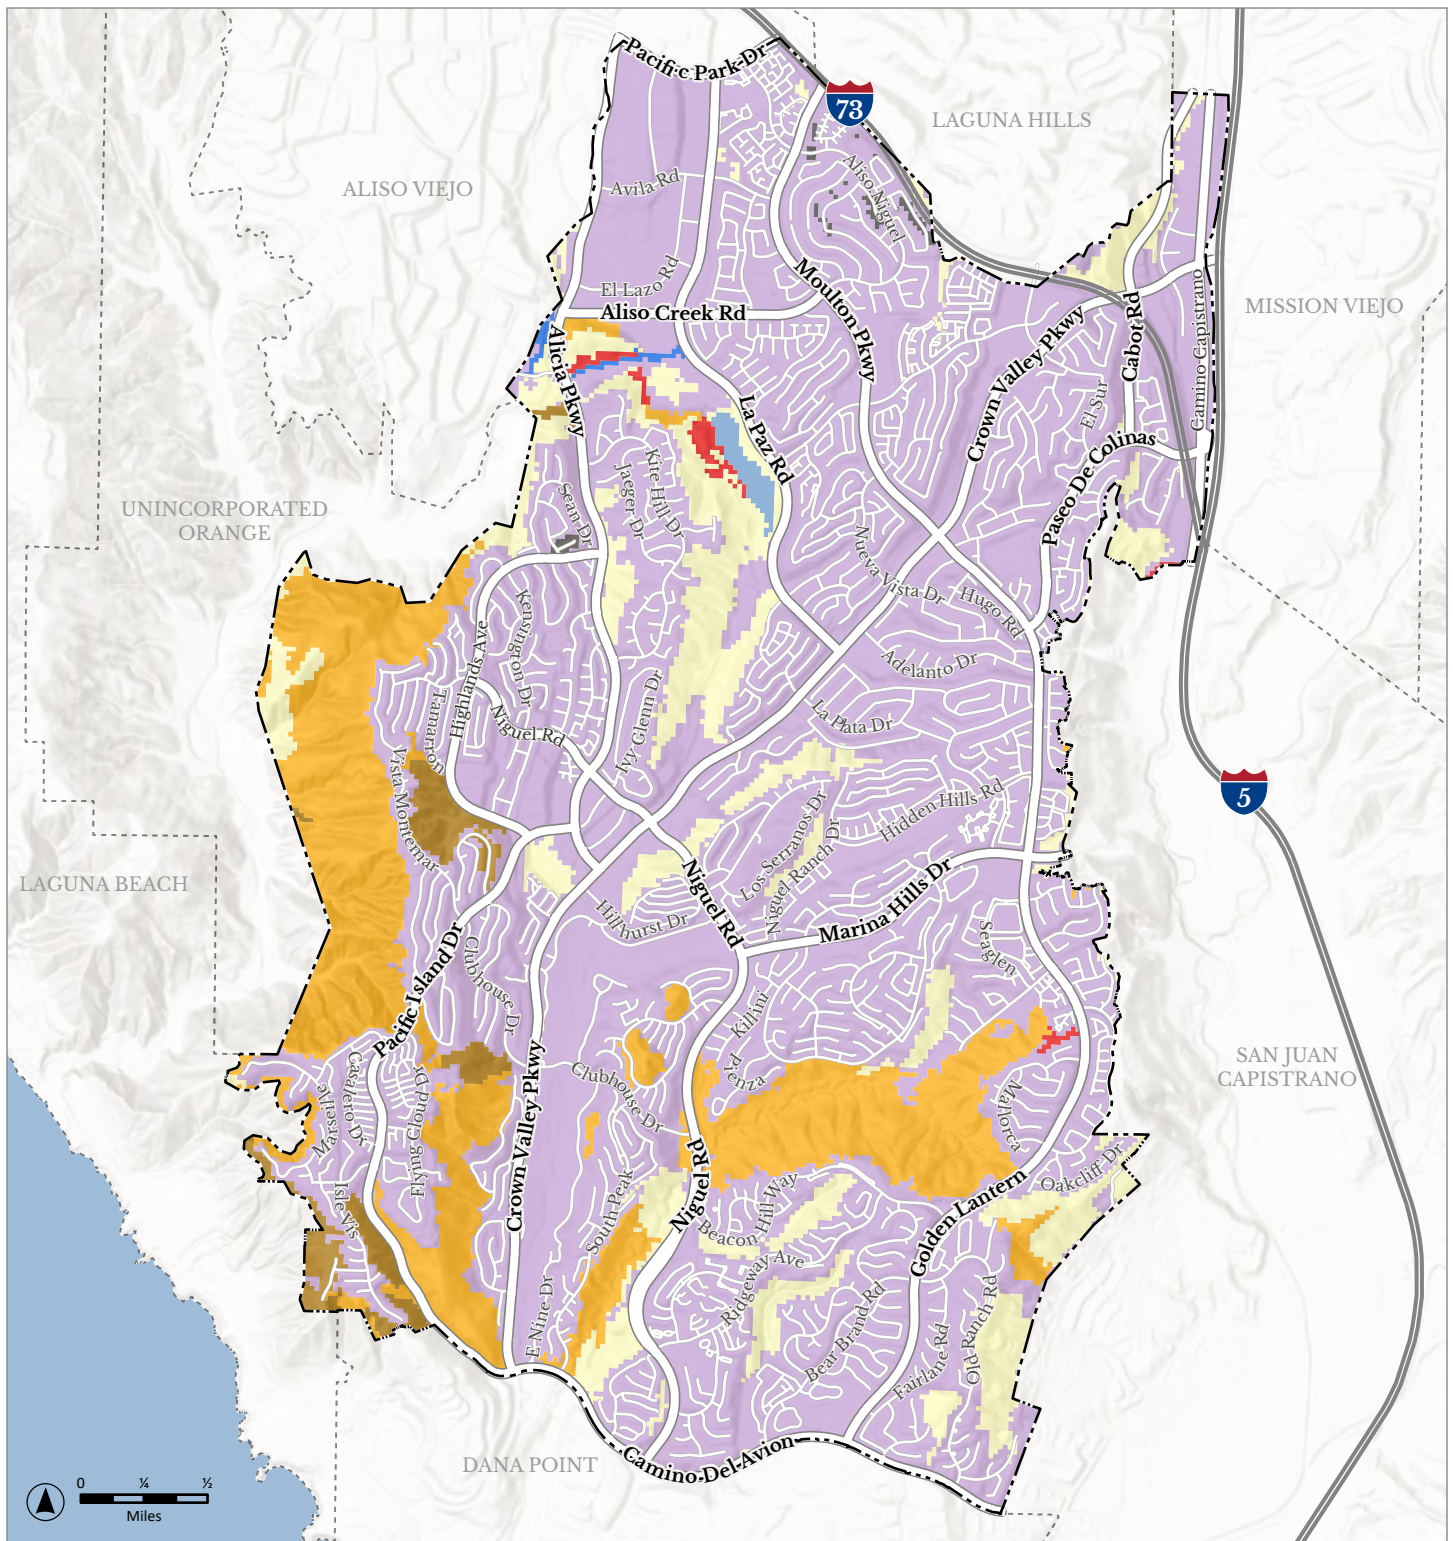 Pacific Park Dr
73
LAGUNA HILLS
ALISO VIEJO
Avila Rd
Aliso Niguel
El Lazo Rd
Aliso Creek Rd
Moulton Pkwy
MISSION VIEJO
Camino Capistrano
Cabot Rd
Crown Valley Pkwy
Alicia Pkwy
La Paz Rd
El Sur
Paseo De Colinas
Kite Hill Dr
Jaeger Dr
Sean Dr
UNINCORPORATED
ORANGE
Nueva Vista Dr
Hugo Rd
Kensington Dr
Highlands Ave
Adelanto Dr
Tamarron
Niguel Rd
Ivy Glenn Dr
La Plata Dr
Vista Montemar
5
Hidden Hills Rd
Los Serranos Dr
Niguel Ranch Dr
LAGUNA BEACH
Niguel Rd
Marina Hills Dr
Hillhurst Dr
Pacific Island Dr
Clubhouse Dr
Seaglen
Killini
SAN JUAN
CAPISTRANO
Pienza
Clubhouse Dr
Crown Valley Pkwy
Casalero Dr
Marseille
Flying Cloud Dr
Mallorca
Oakcliff Dr
Isle Vis
South Peak
Niguel Rd
Beacon Hill Way
Golden Lantern
Ridgeway Ave
E Nine Dr
Bear Brand Rd
Old Ranch Rd
Fairlane Rd
DANA POINT
Camino Del Avion
0 ¼ ½
Miles